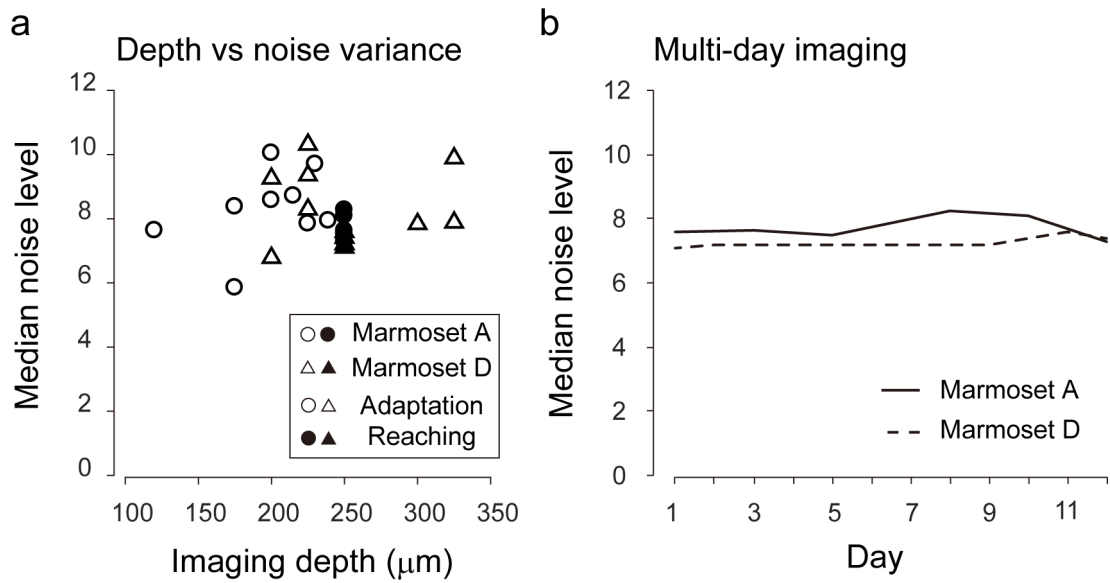 a
Depth vs noise variance
12
10
8
6
4
2
0
Median noise level
100 150 200 250 300 350
Imaging depth (μm)
Marmoset A
Marmoset D
Adaptation
Reaching
b
Multi-day imaging
12
10
8
6
4
2
0
Median noise level
1 3 5 7 9 11
Day
Marmoset A
Marmoset D